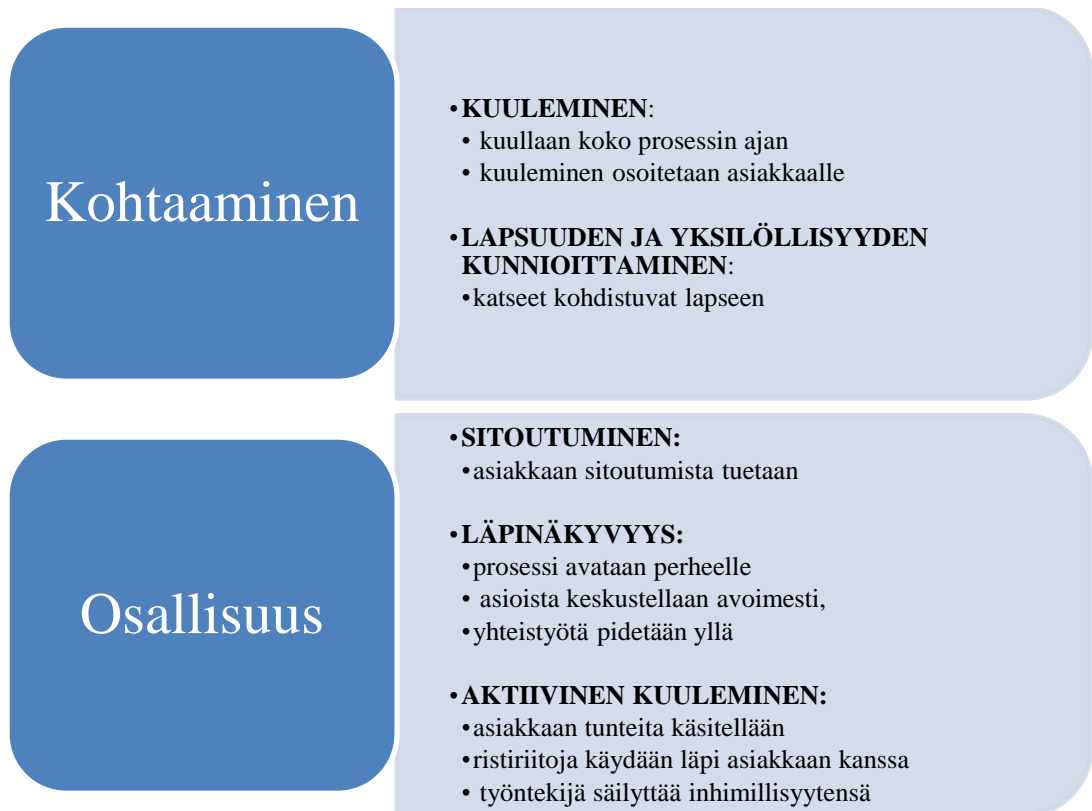 Kohtaaminen
•KUULEMINEN:
• kuullaan koko prosessin ajan
• kuuleminen osoitetaan asiakkaalle
•LAPSUUDEN JA YKSILÖLLISYYDEN
KUNNIOITTAMINEN:
•katseet kohdistuvat lapseen
Osallisuus
•SITOUTUMINEN:
•asiakkaan sitoutumista tuetaan
•LÄPINÄKYVYYS:
•prosessi avataan perheelle
• asioista keskustellaan avoimesti,
•yhteistyötä pidetään yllä
•AKTIIVINEN KUULEMINEN:
•asiakkaan tunteita käsitellään
•ristiriitoja käydään läpi asiakkaan kanssa
• työntekijä säilyttää inhimillisyytensä